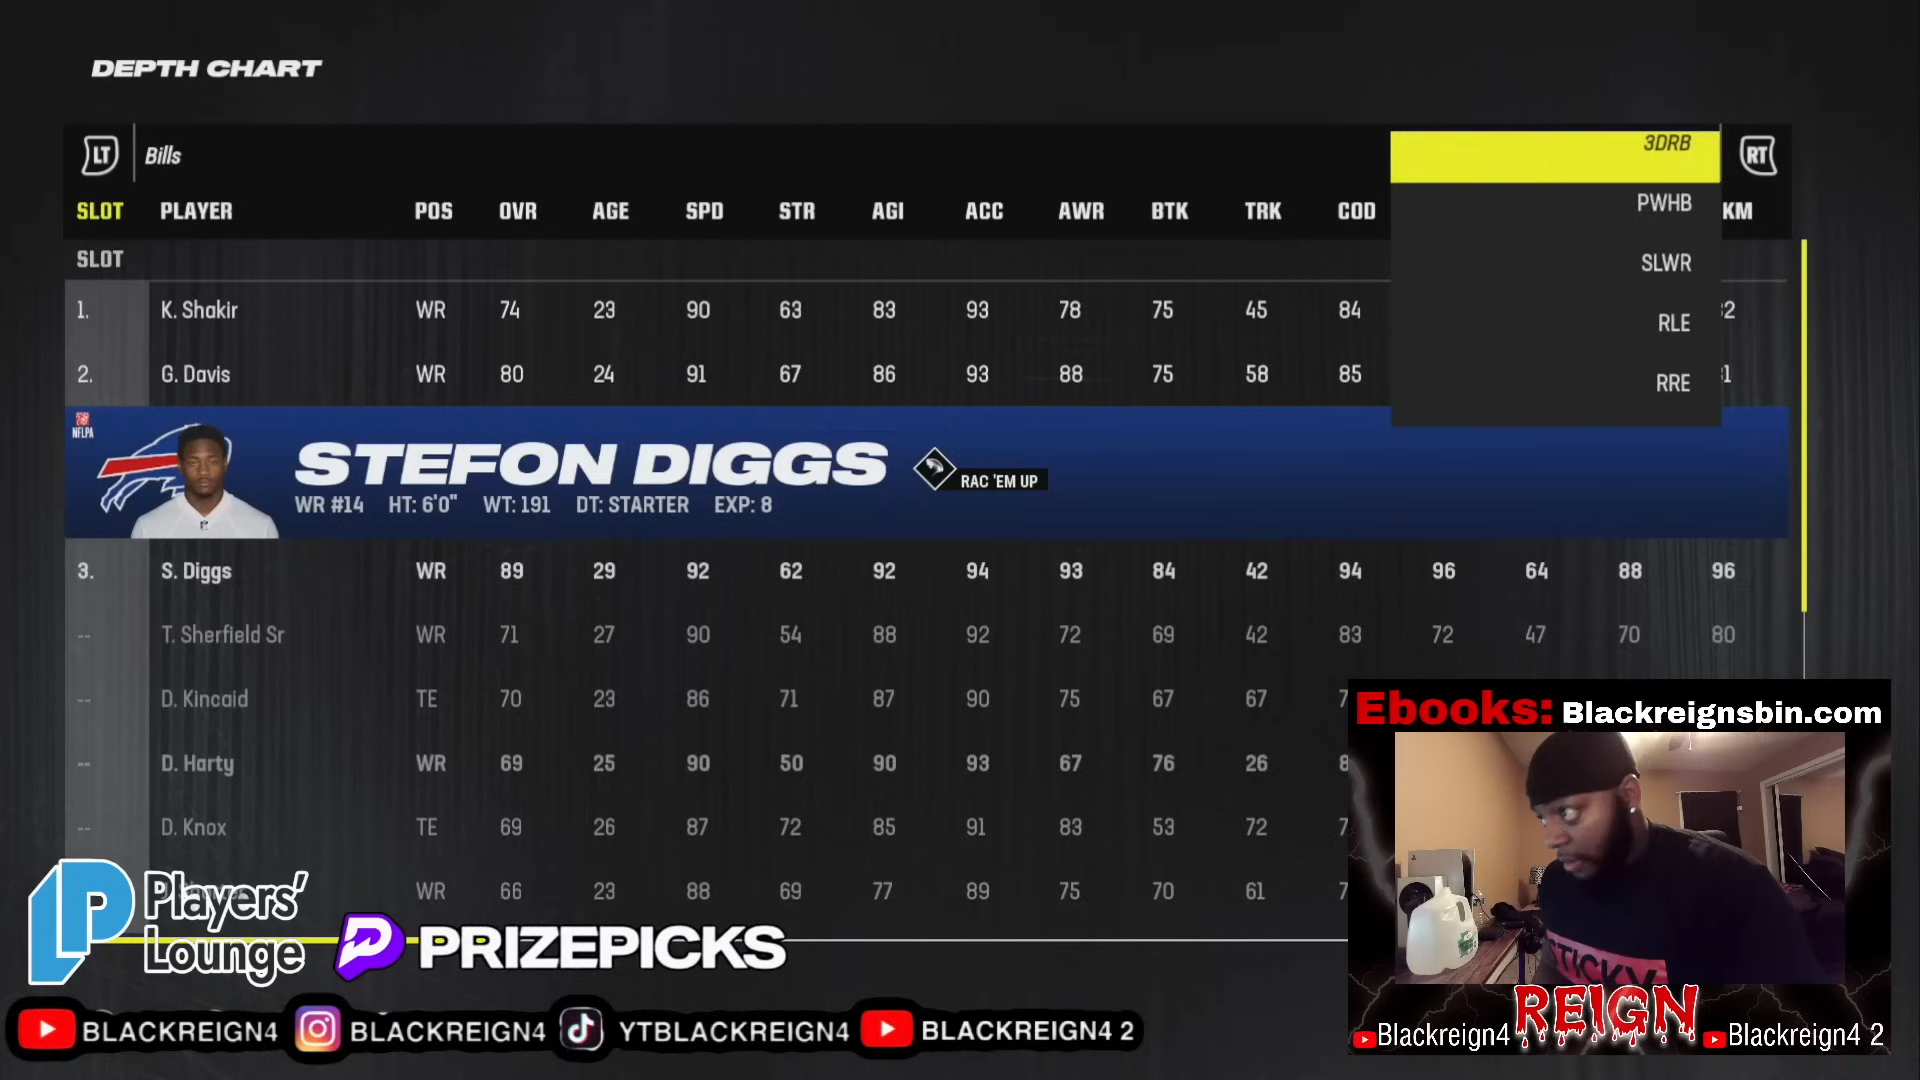 DEPTH CHART
LT Bills 3DRB RT
SLOT PLAYER POS OVR AGE SPD STR AGI ACC AWR BTK TRK COD KM
PWHB
SLWR
RLE
RRE
SLOT
1. K. Shakir WR 74 23 90 63 83 93 78 75 45 84
2. G. Davis WR 80 24 91 67 86 93 88 75 58 85
NFLPA
STEFON DIGGS RAC 'EM UP
WR #14 HT: 6'0" WT: 191 DT: STARTER EXP: 8
3. S. Diggs WR 89 29 92 62 92 94 93 84 42 94 96 64 88 96
-- T. Sherfield Sr WR 71 27 90 54 88 92 72 69 42 83 72 47 70 80
-- D. Kincaid TE 70 23 86 71 87 90 75 67 67
-- D. Harty WR 69 25 90 50 90 93 67 76 26
-- D. Knox TE 69 26 87 72 85 91 83 53 72
WR 66 23 88 69 77 89 75 70 61
Players' Lounge
PRIZEPICKS
BLACKREIGN4 BLACKREIGN4 YTBLACKREIGN4 BLACKREIGN4 2
Ebooks: Blackreignsbin.com
STICKY
REIGN
Blackreign4 Blackreign4 2